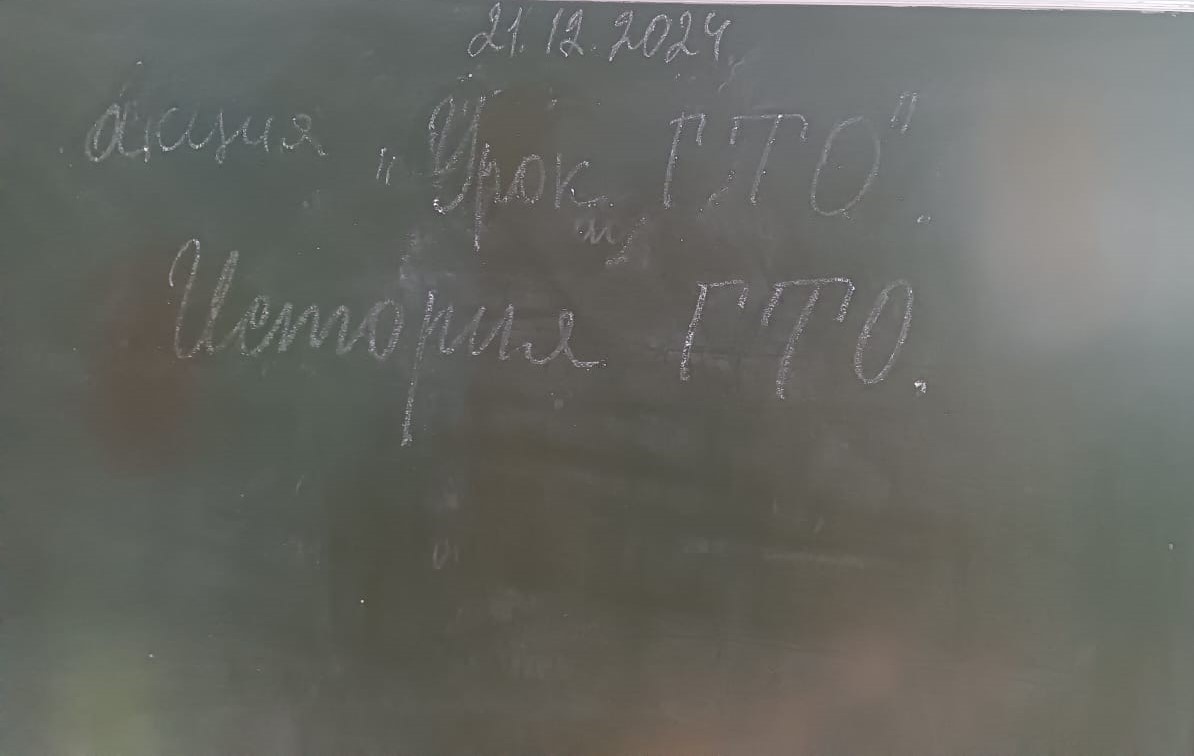 21.12.2024
акция "Урок ГТО".
История ГТО.